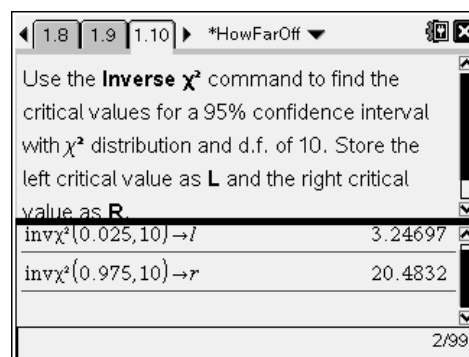 1.8 1.9 1.10 *HowFarOff
Use the Inverse χ² command to find the
critical values for a 95% confidence interval
with χ² distribution and d.f. of 10. Store the
left critical value as L and the right critical
value as R.
invχ²(0.025,10)→l 3.24697
invχ²(0.975,10)→r 20.4832
2/99